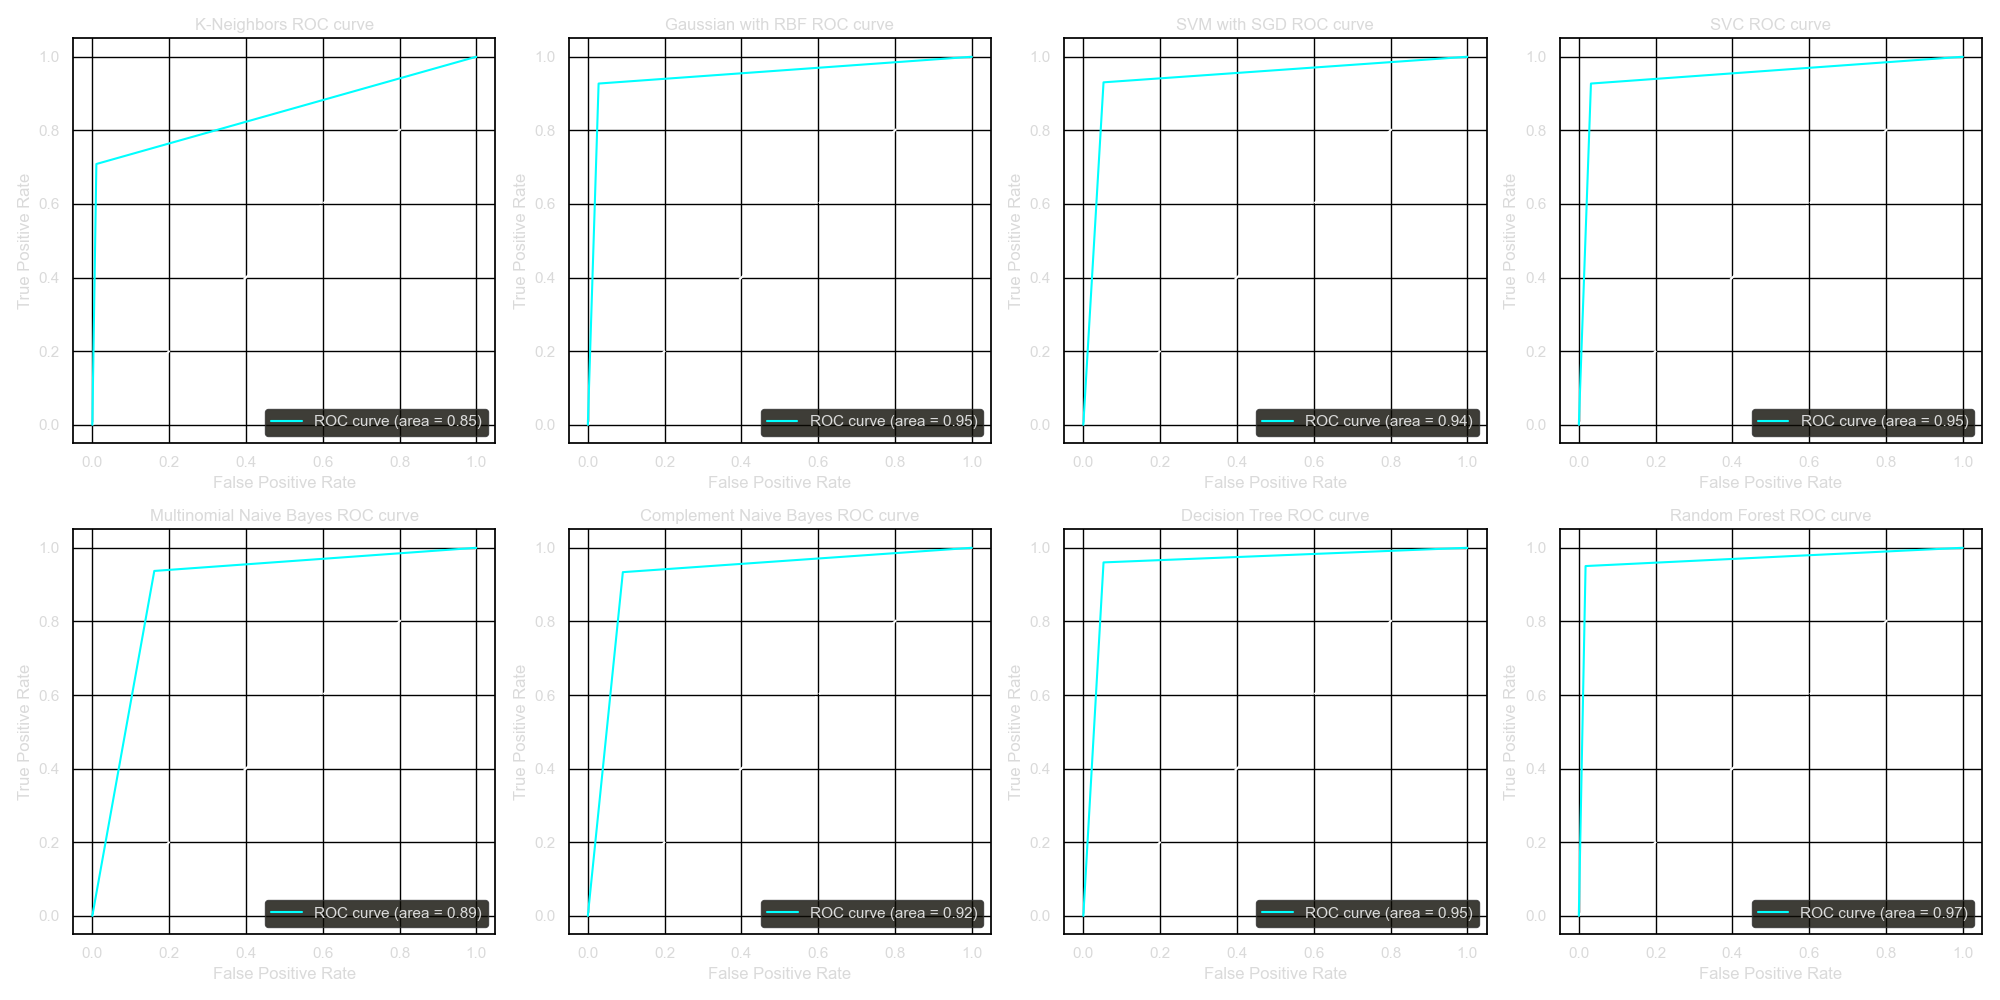 K-Neighbors ROC curve
True Positive Rate
1.0
0.8
0.6
0.4
0.2
0.0
ROC curve (area = 0.85)
0.0 0.2 0.4 0.6 0.8 1.0
False Positive Rate
Gaussian with RBF ROC curve
True Positive Rate
1.0
0.8
0.6
0.4
0.2
0.0
ROC curve (area = 0.95)
0.0 0.2 0.4 0.6 0.8 1.0
False Positive Rate
SVM with SGD ROC curve
True Positive Rate
1.0
0.8
0.6
0.4
0.2
0.0
ROC curve (area = 0.94)
0.0 0.2 0.4 0.6 0.8 1.0
False Positive Rate
SVC ROC curve
True Positive Rate
1.0
0.8
0.6
0.4
0.2
0.0
ROC curve (area = 0.95)
0.0 0.2 0.4 0.6 0.8 1.0
False Positive Rate
Multinomial Naive Bayes ROC curve
True Positive Rate
1.0
0.8
0.6
0.4
0.2
0.0
ROC curve (area = 0.89)
0.0 0.2 0.4 0.6 0.8 1.0
False Positive Rate
Complement Naive Bayes ROC curve
True Positive Rate
1.0
0.8
0.6
0.4
0.2
0.0
ROC curve (area = 0.92)
0.0 0.2 0.4 0.6 0.8 1.0
False Positive Rate
Decision Tree ROC curve
True Positive Rate
1.0
0.8
0.6
0.4
0.2
0.0
ROC curve (area = 0.95)
0.0 0.2 0.4 0.6 0.8 1.0
False Positive Rate
Random Forest ROC curve
True Positive Rate
1.0
0.8
0.6
0.4
0.2
0.0
ROC curve (area = 0.97)
0.0 0.2 0.4 0.6 0.8 1.0
False Positive Rate